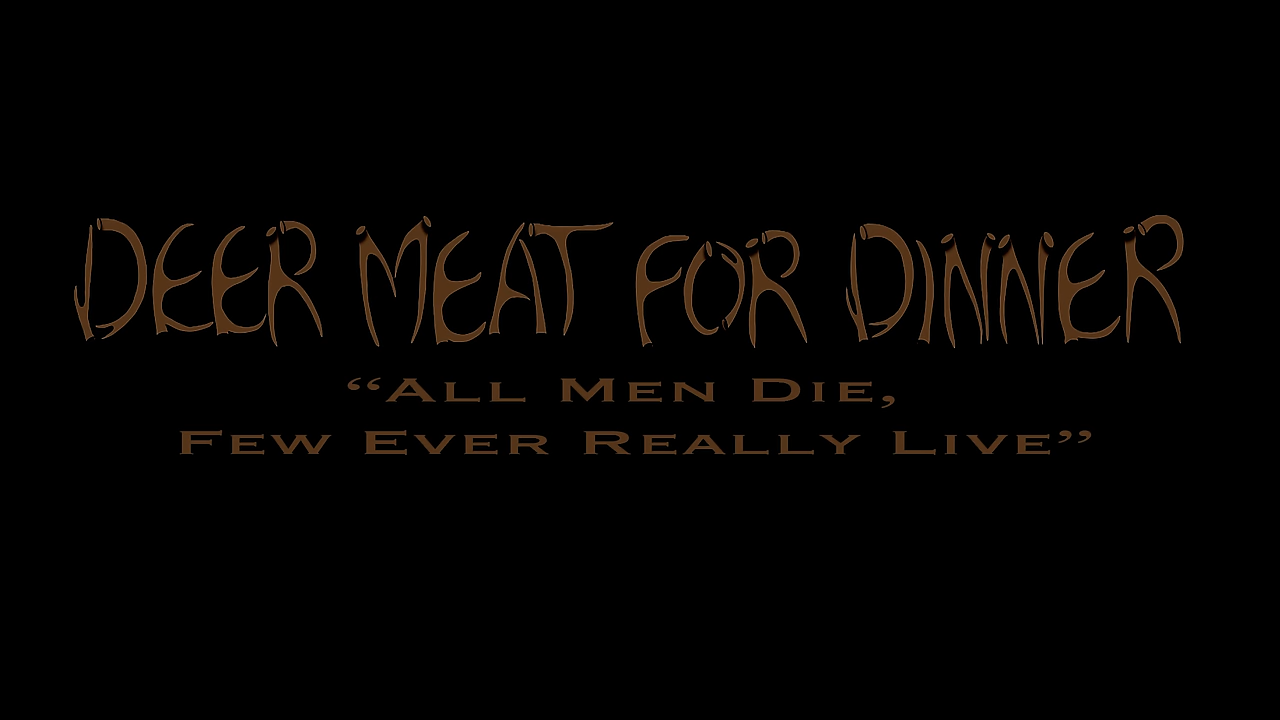 DEER MEAT FOR DINNER
“ALL MEN DIE,
FEW EVER REALLY LIVE”